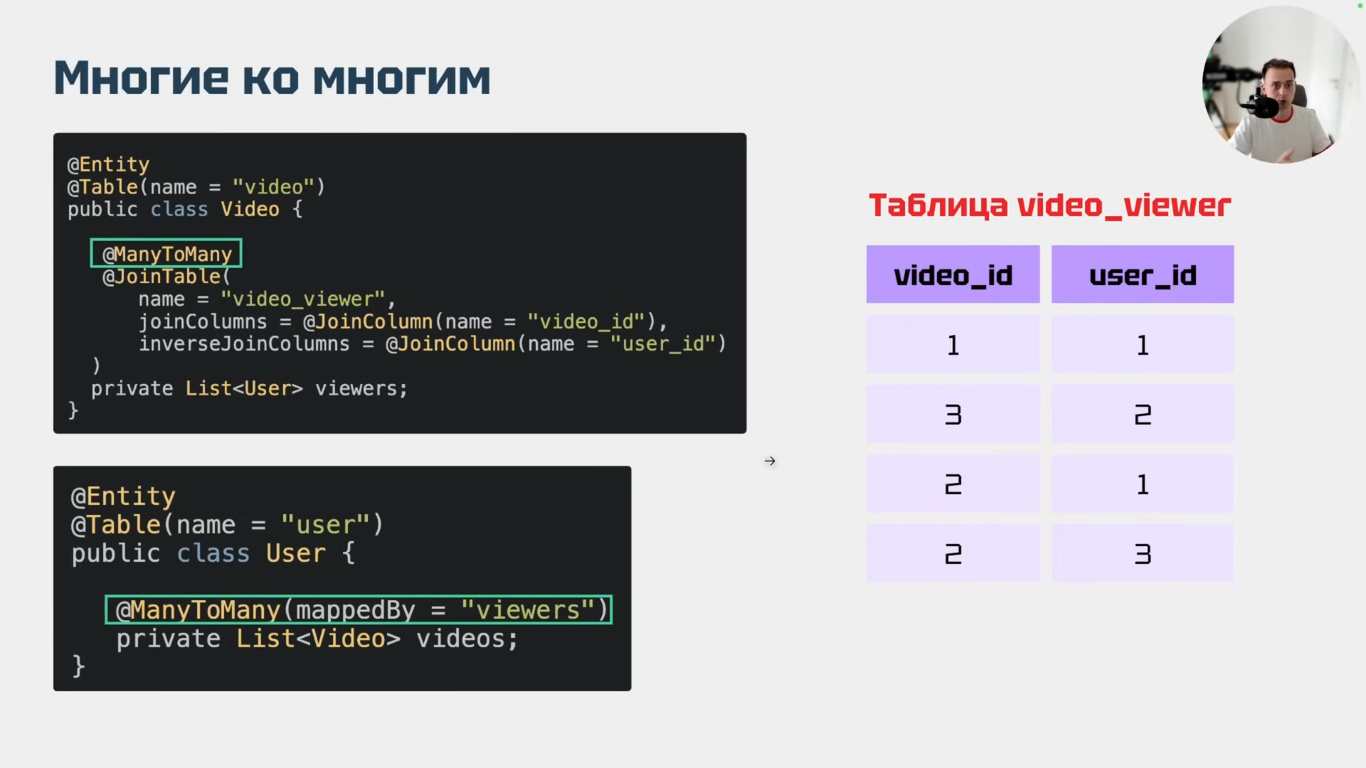 Многие ко многим
@Entity
@Table(name = "video")
public class Video {
@ManyToMany
@JoinTable(
name = "video_viewer",
joinColumns = @JoinColumn(name = "video_id"),
inverseJoinColumns = @JoinColumn(name = "user_id")
)
private List<User> viewers;
}
@Entity
@Table(name = "user")
public class User {
@ManyToMany(mappedBy = "viewers")
private List<Video> videos;
}
Таблица video_viewer
video_id user_id
1 1
3 2
2 1
2 3